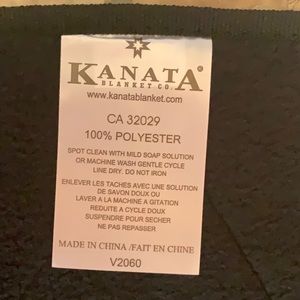 KANATA
BLANKET CO.
www.kanatablanket.com
CA 32029
100% POLYESTER
SPOT CLEAN WITH MILD SOAP SOLUTION
OR MACHINE WASH GENTLE CYCLE
LINE DRY. DO NOT IRON
ENLEVER LES TACHES AVEC UNE SOLUTION
DE SAVON DOUX OU
LAVER A LA MACHINE A GITATION
REDUITE A CYCLE DOUX
SUSPENDRE POUR SECHER
NE PAS REPASSER
MADE IN CHINA /FAIT EN CHINE
V2060